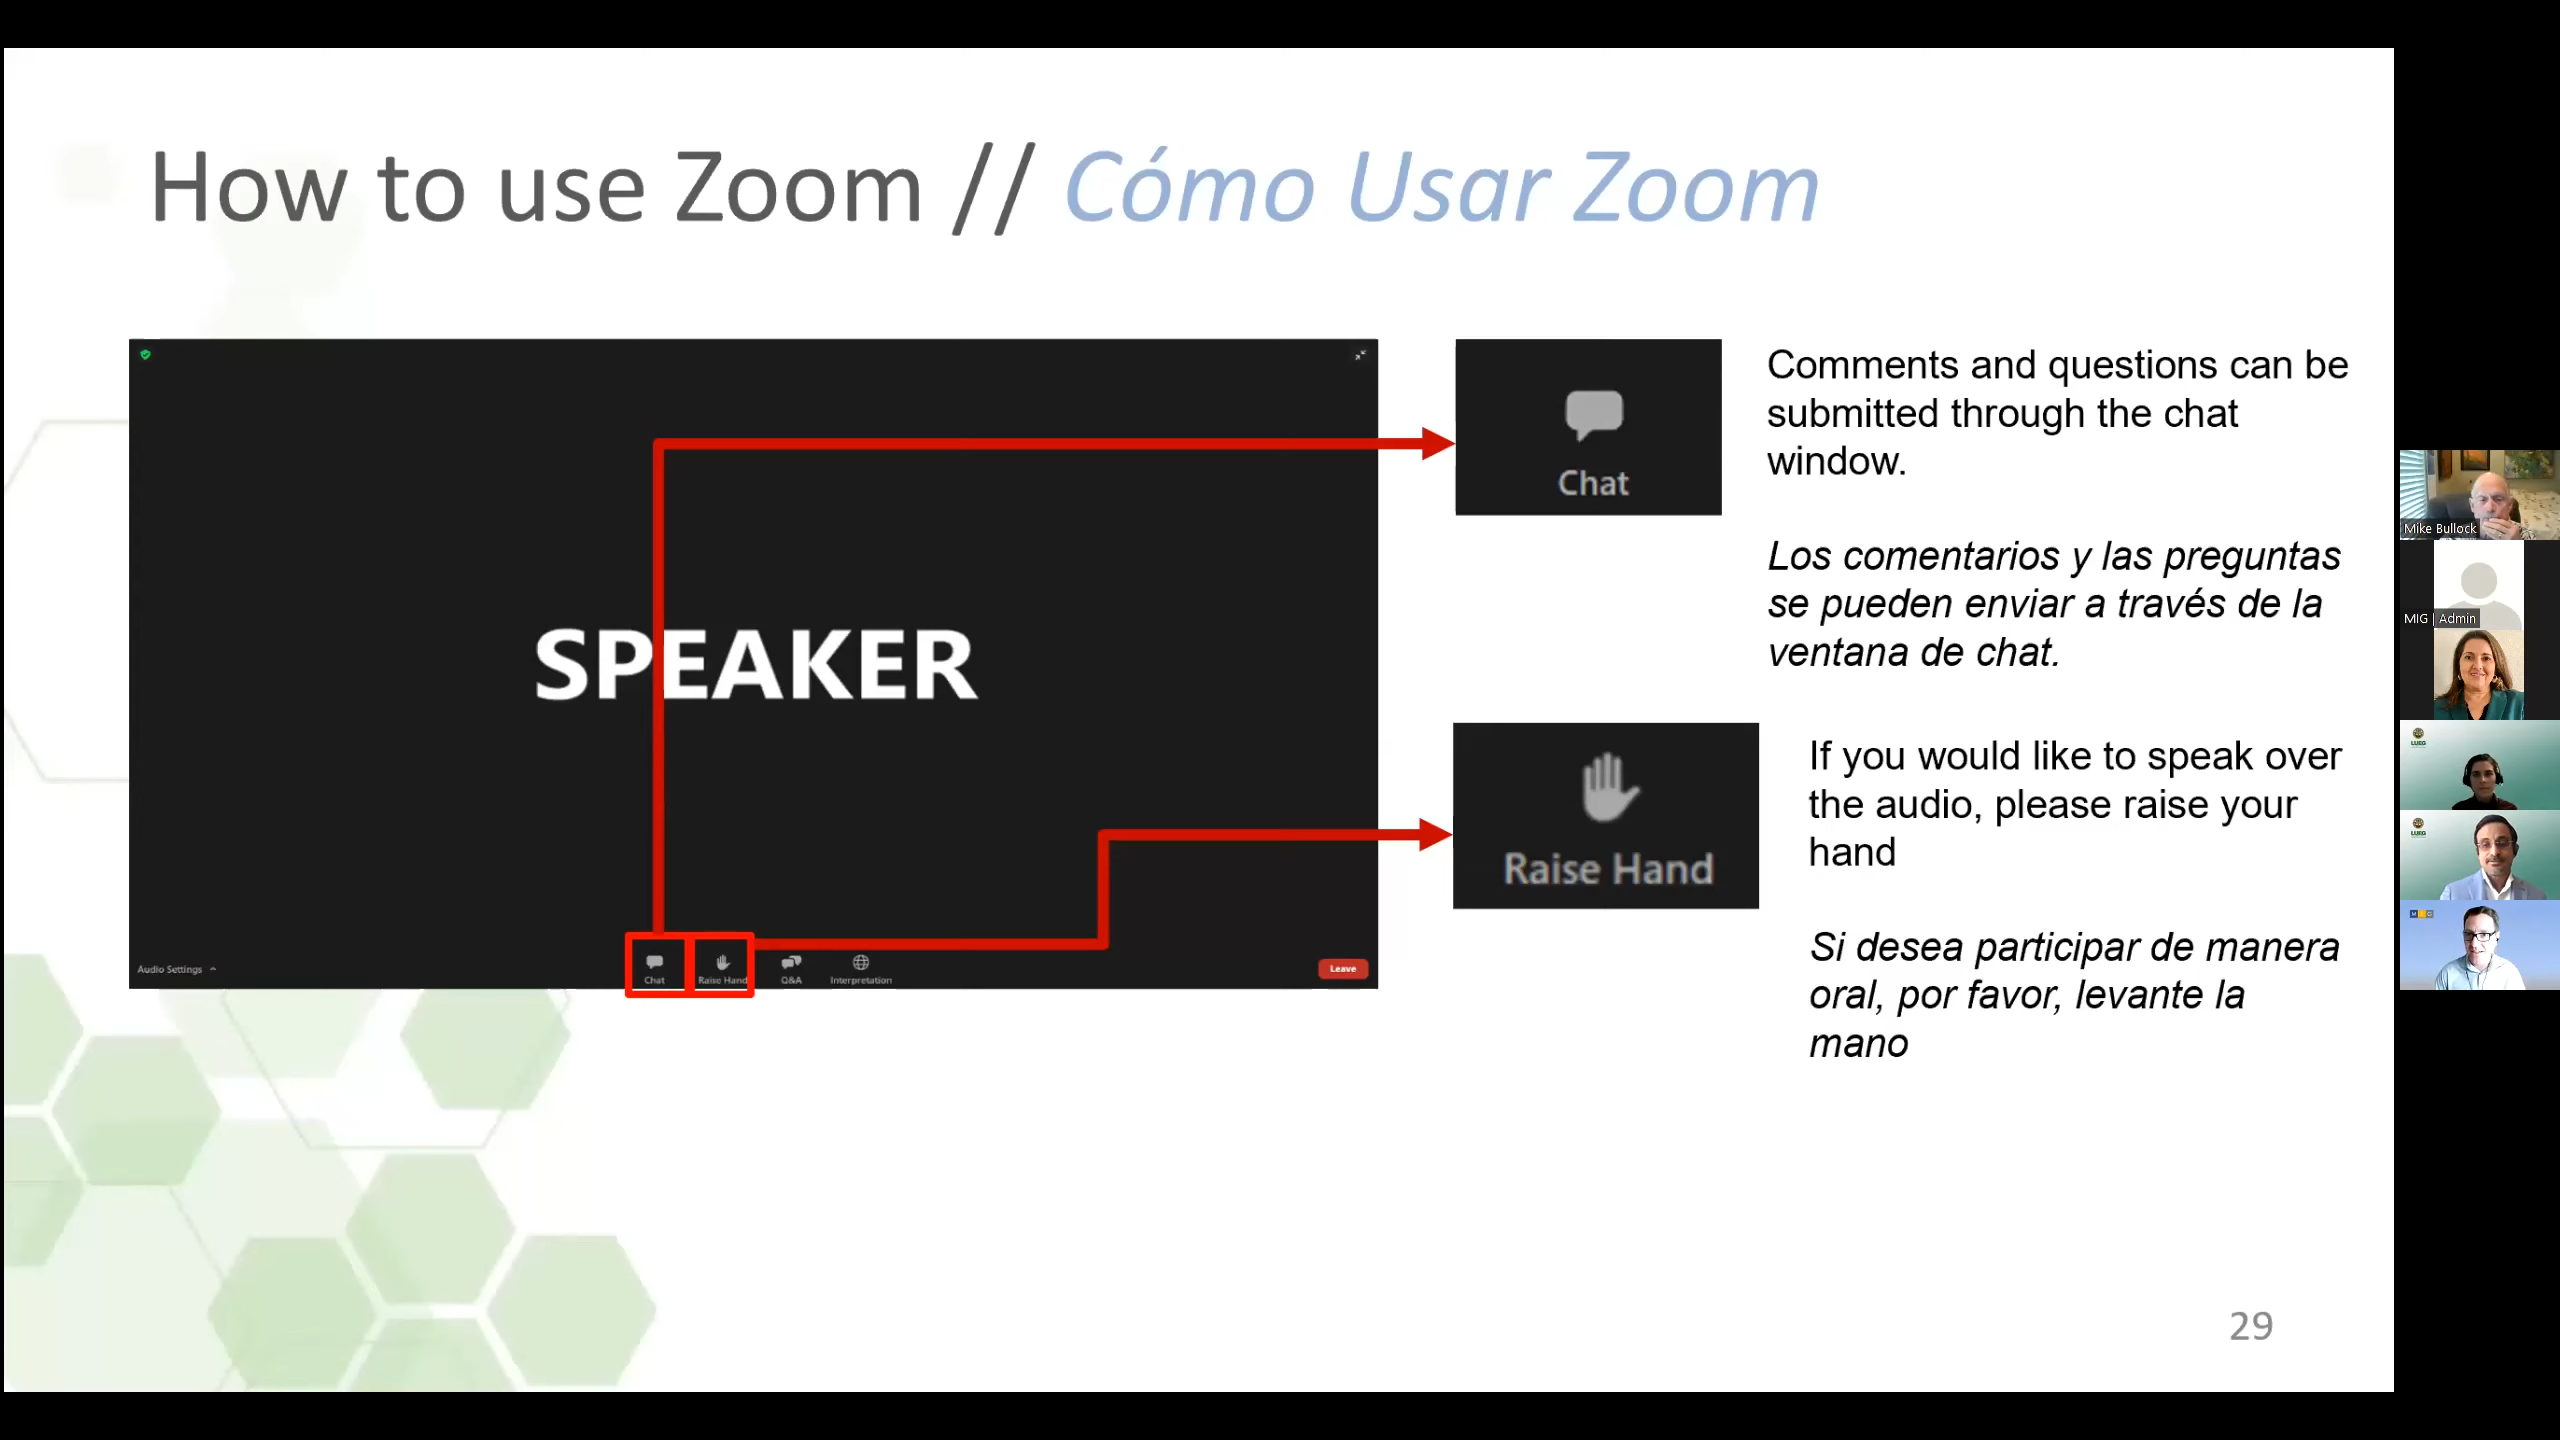 How to use Zoom // Cómo Usar Zoom
SPEAKER
Audio Settings
Chat
Raise Hand
Q&A
Interpretation
Leave
Chat
Comments and questions can be
submitted through the chat
window.
Los comentarios y las preguntas
se pueden enviar a través de la
ventana de chat.
Raise Hand
If you would like to speak over
the audio, please raise your
hand
Si desea participar de manera
oral, por favor, levante la
mano
29
Mike Bullock
MIG | Admin
LUEG
LUEG
MIG